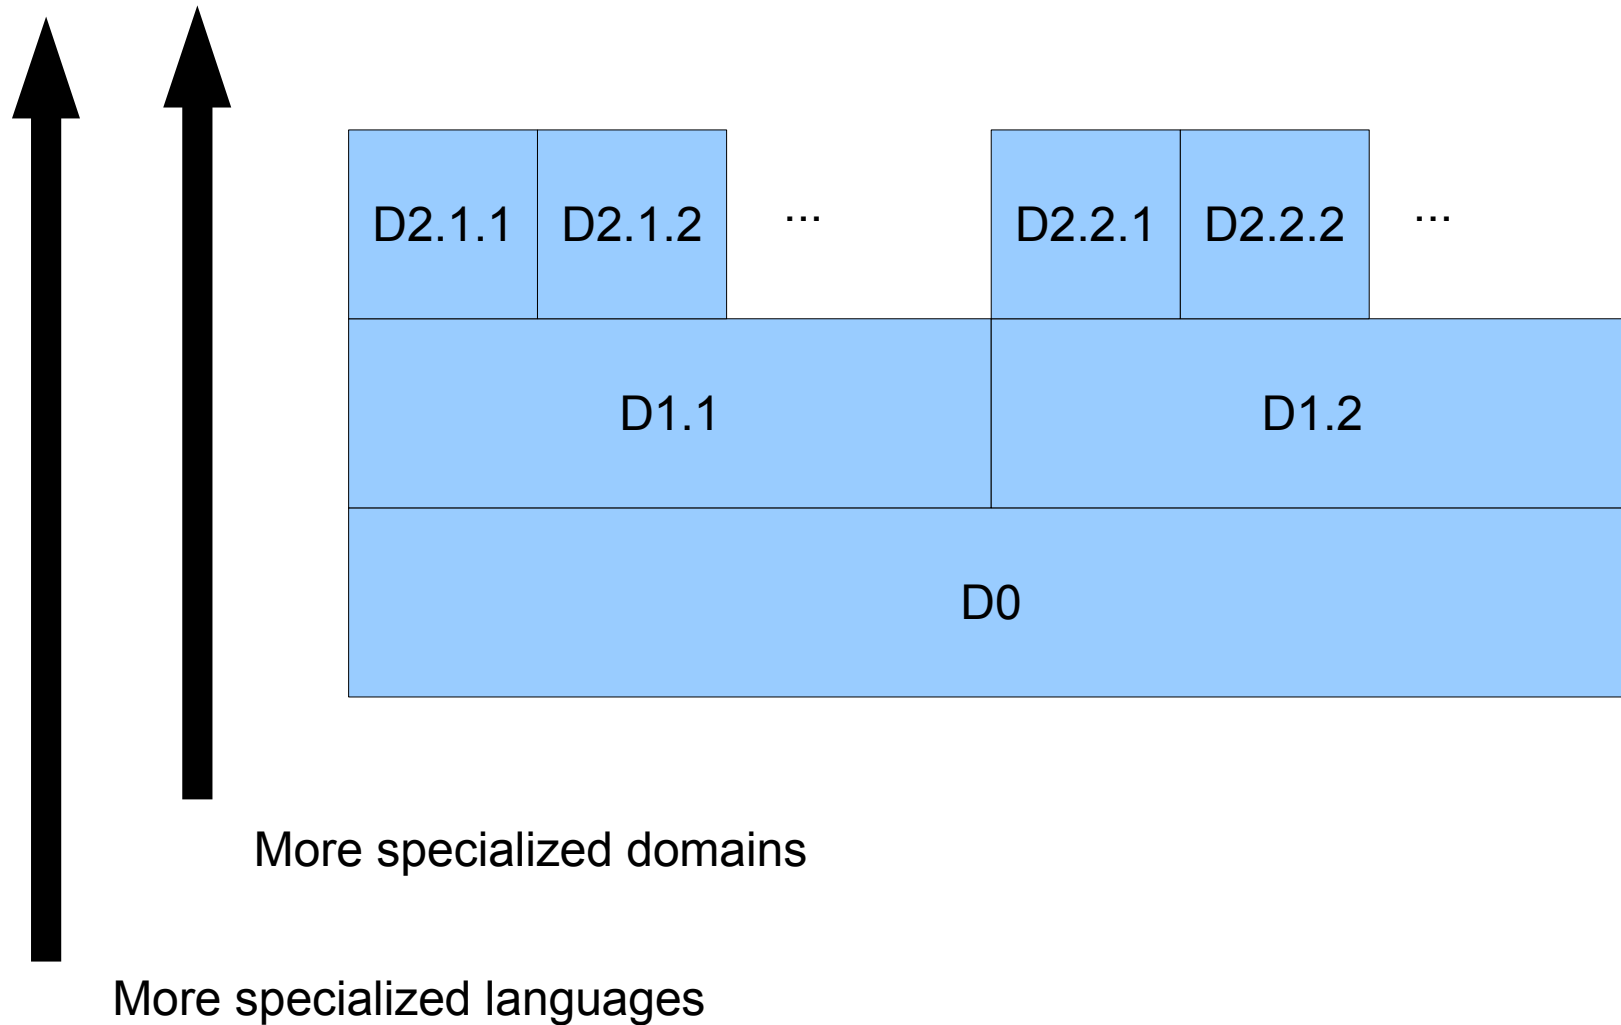 D2.1.1 D2.1.2 ... D2.2.1 D2.2.2 ...
D1.1 D1.2
D0
More specialized domains
More specialized languages